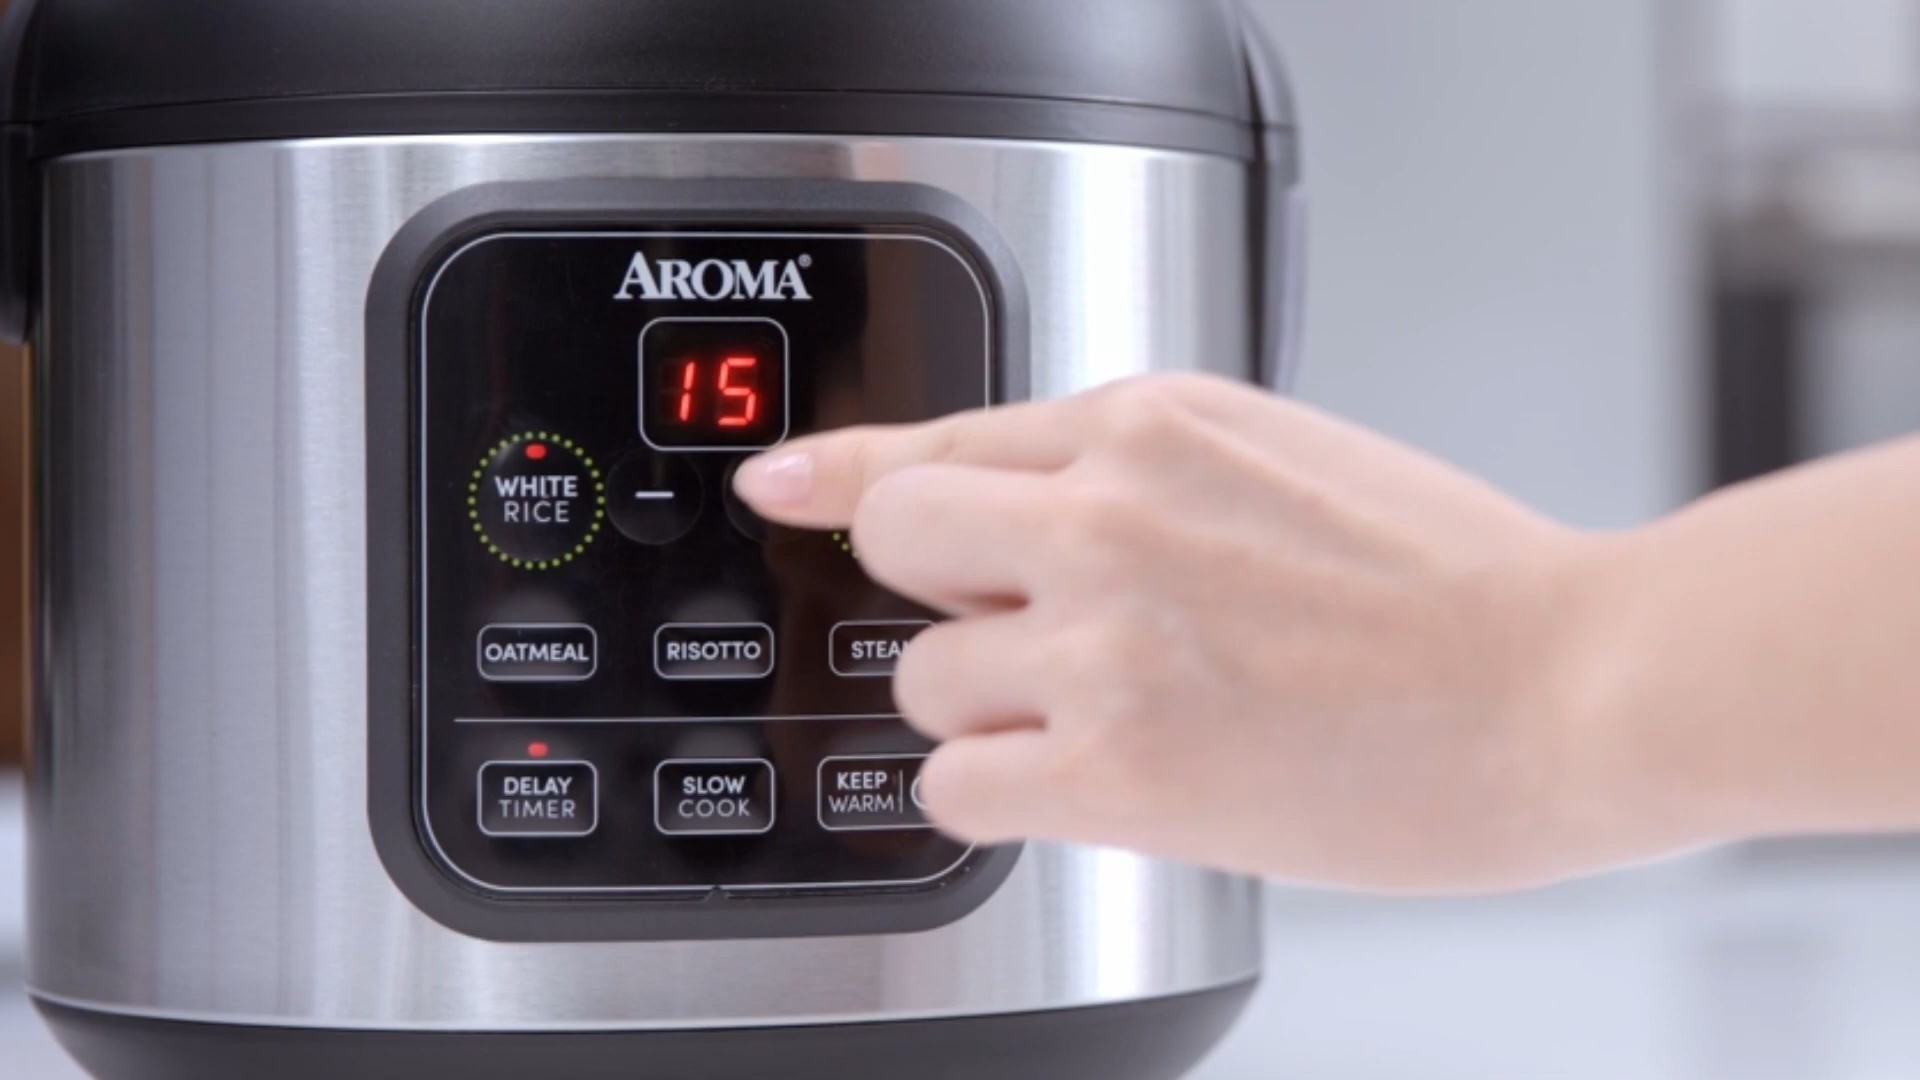 AROMA®
15
WHITE
RICE
−
OATMEAL
RISOTTO
DELAY
TIMER
SLOW
COOK
KEEP
WARM